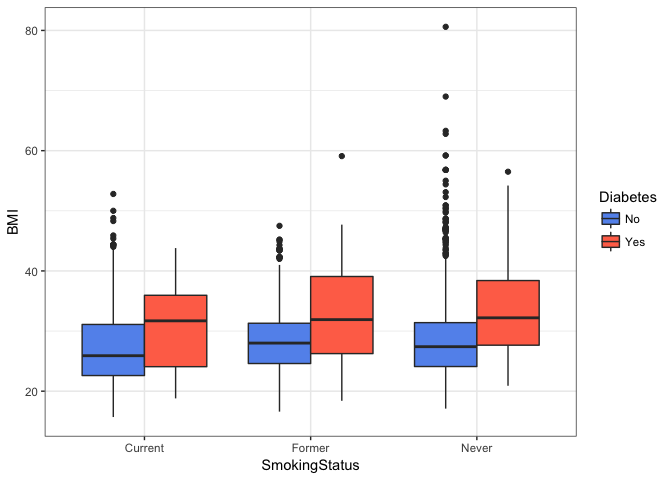 BMI
80
60
40
20
Current Former Never
SmokingStatus
Diabetes
No
Yes